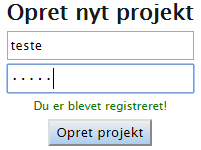 Opret nyt projekt
teste
·····
Du er blevet registreret!
Opret projekt